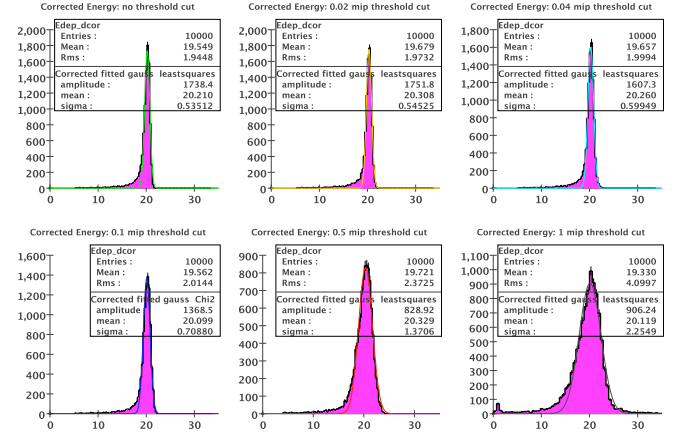 Corrected Energy: no threshold cut
2,000
1,800
1,600
1,400
1,200
1,000
800
600
400
200
0
0 10 20 30
Edep_dcor
Entries : 10000
Mean : 19.549
Rms : 1.9448
Corrected fitted gauss leastsquares
amplitude : 1738.4
mean : 20.210
sigma : 0.53512
Corrected Energy: 0.02 mip threshold cut
2,000
1,800
1,600
1,400
1,200
1,000
800
600
400
200
0
0 10 20 30
Edep_dcor
Entries : 10000
Mean : 19.679
Rms : 1.9732
Corrected fitted gauss leastsquares
amplitude : 1751.8
mean : 20.308
sigma : 0.54525
Corrected Energy: 0.04 mip threshold cut
1,800
1,600
1,400
1,200
1,000
800
600
400
200
0
0 10 20 30
Edep_dcor
Entries : 10000
Mean : 19.657
Rms : 1.9994
Corrected fitted gauss leastsquares
amplitude : 1607.3
mean : 20.260
sigma : 0.59949
Corrected Energy: 0.1 mip threshold cut
1,600
1,400
1,200
1,000
800
600
400
200
0
0 10 20 30
Edep_dcor
Entries : 10000
Mean : 19.562
Rms : 2.0144
Corrected fitted gauss Chi2
amplitude 1368.5
mean : 20.099
sigma : 0.70880
Corrected Energy: 0.5 mip threshold cut
900
800
700
600
500
400
300
200
100
0
0 10 20 30
Edep_dcor
Entries : 10000
Mean : 19.721
Rms : 2.3725
Corrected fitted gauss leastsquares
amplitude : 828.92
mean : 20.329
sigma : 1.3706
Corrected Energy: 1 mip threshold cut
1,100
1,000
900
800
700
600
500
400
300
200
100
0
0 10 20 30
Edep_dcor
Entries : 10000
Mean : 19.330
Rms : 4.0997
Corrected fitted gauss leastsquares
amplitude : 906.24
mean : 20.119
sigma : 2.2549